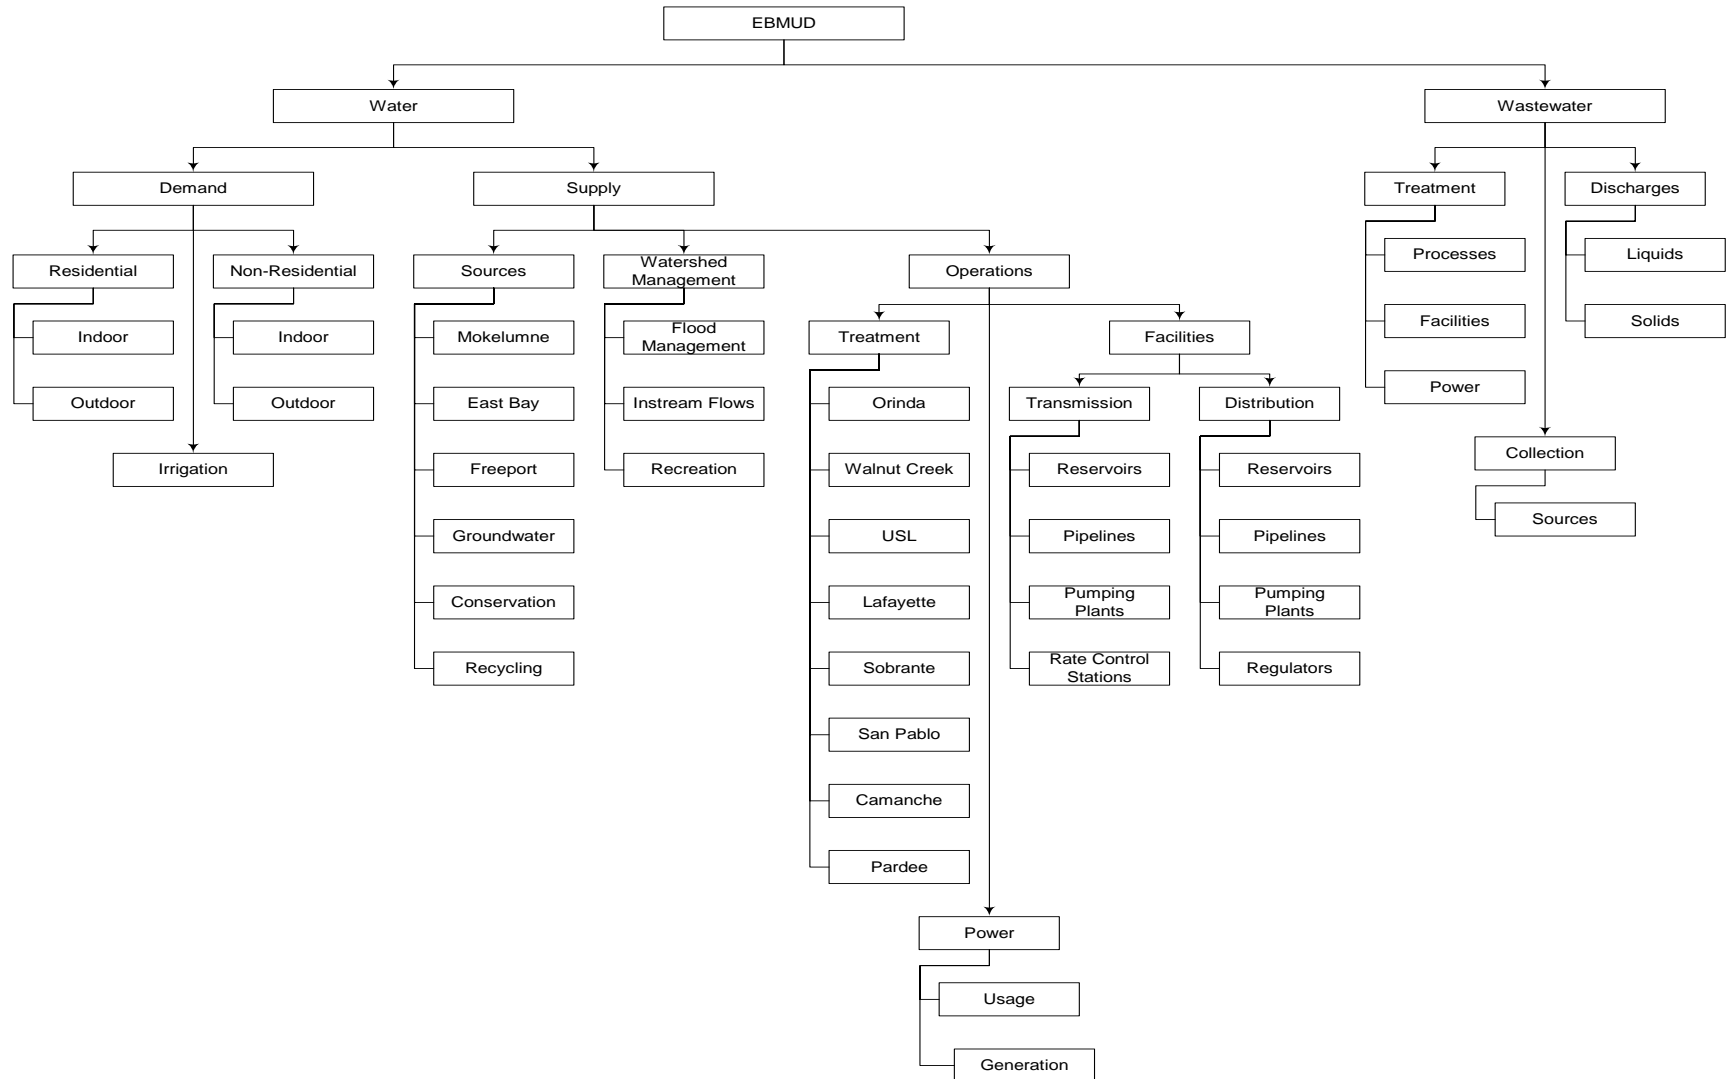 EBMUD
Water
Wastewater
Demand
Supply
Treatment
Discharges
Residential
Non-Residential
Sources
Watershed
Management
Operations
Processes
Liquids
Indoor
Indoor
Mokelumne
Flood
Management
Treatment
Facilities
Facilities
Solids
Outdoor
Outdoor
East Bay
Instream Flows
Orinda
Transmission
Distribution
Power
Irrigation
Freeport
Recreation
Walnut Creek
Reservoirs
Reservoirs
Collection
Groundwater
USL
Pipelines
Pipelines
Sources
Conservation
Lafayette
Pumping
Plants
Pumping
Plants
Recycling
Sobrante
Rate Control
Stations
Regulators
San Pablo
Camanche
Pardee
Power
Usage
Generation